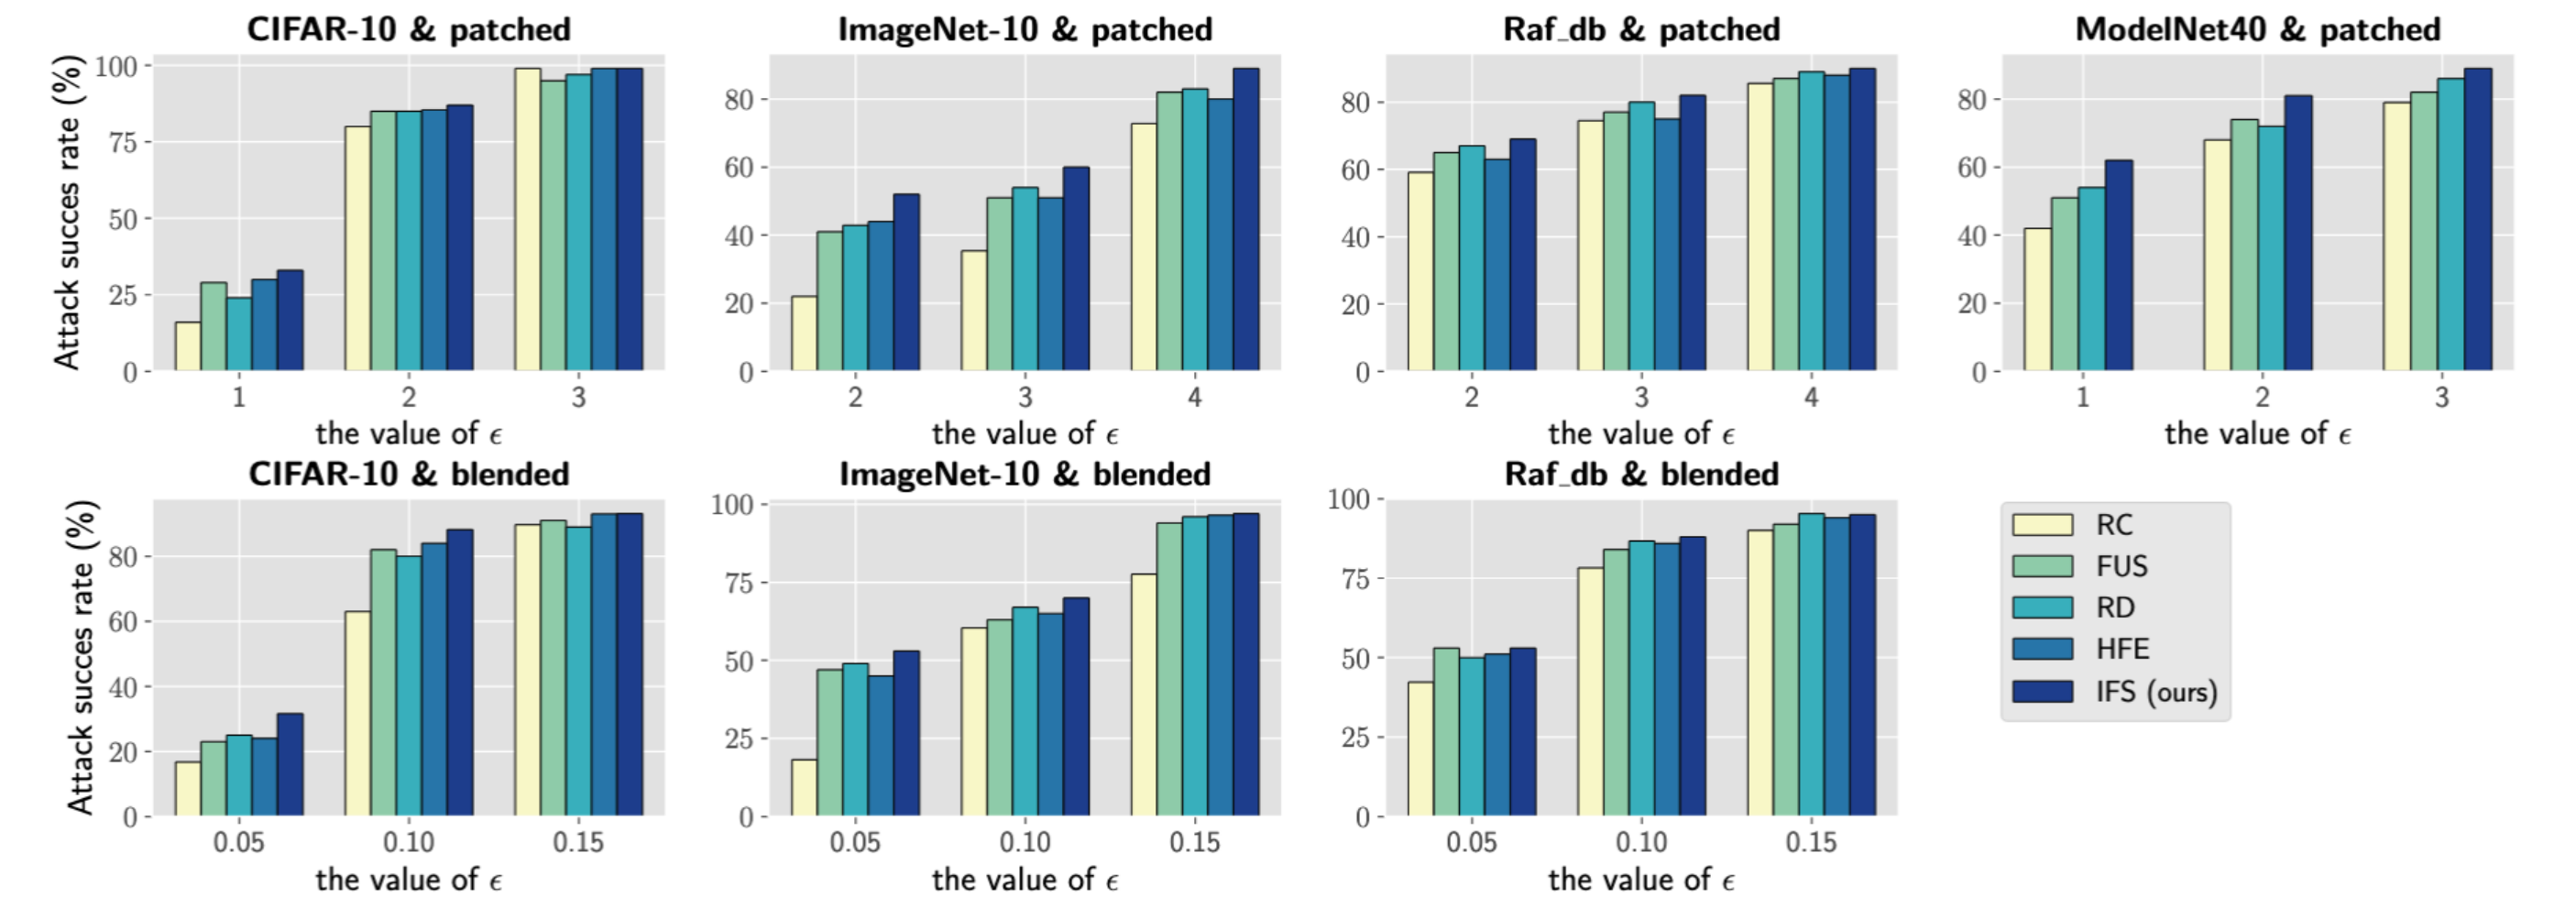 CIFAR-10 & patched
Attack succes rate (%)
100
75
50
25
0
1 2 3
the value of ϵ
ImageNet-10 & patched
80
60
40
20
0
2 3 4
the value of ϵ
Raf_db & patched
80
60
40
20
0
2 3 4
the value of ϵ
ModelNet40 & patched
80
60
40
20
0
1 2 3
the value of ϵ
CIFAR-10 & blended
Attack succes rate (%)
80
60
40
20
0
0.05 0.10 0.15
the value of ϵ
ImageNet-10 & blended
100
75
50
25
0
0.05 0.10 0.15
the value of ϵ
Raf_db & blended
100
75
50
25
0
0.05 0.10 0.15
the value of ϵ
RC
FUS
RD
HFE
IFS (ours)